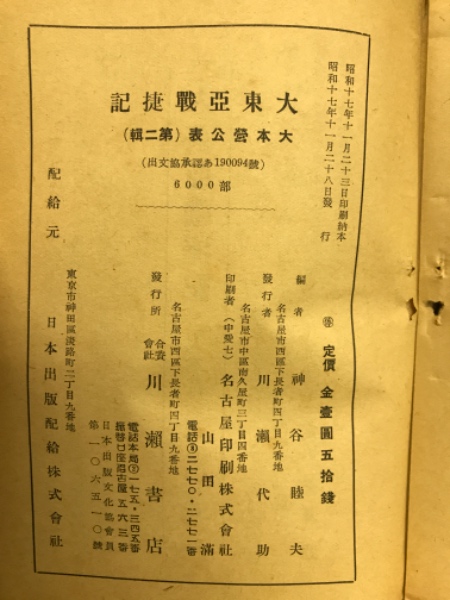 昭和十七年十一月二十三日印刷納本
昭和十七年十一月二十八日發行
大東亞戰捷記
大本營公表（第二輯）
（出文協承認あ190094號）
6000部
㊞ 定價 金壹圓五拾錢
編者 神谷睦夫
名古屋市西區下長者町四丁目九番地
發行者 川瀨代助
名古屋市中區南久屋町三丁目四番地
印刷者（中愛七）名古屋印刷株式會社
山田滿
電話③二七七〇・二七七一番
名古屋市西區下長者町四丁目九番地
發行所 合資會社 川瀨書店
電話本局②一七五・三四五番
振替口座名古屋五六三番
日本出版文化協會會員
第一〇六五一〇號
東京市神田區淡路町二丁目九番地
配給元 日本出版配給株式會社